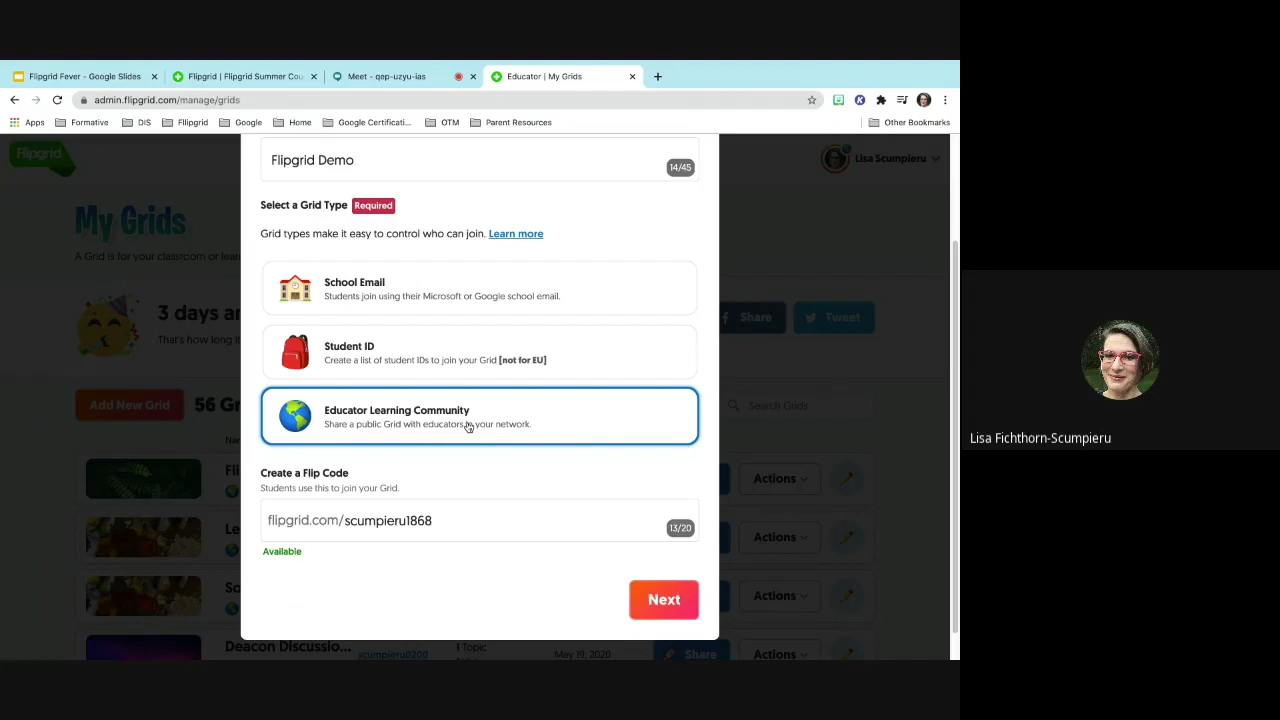 Flipgrid Fever - Google Slides
Flipgrid | Flipgrid Summer Cou
Meet - qep-uzyu-ias
Educator | My Grids
admin.flipgrid.com/manage/grids
Apps Formative DIS Flipgrid Google Home Google Certificati... OTM Parent Resources Other Bookmarks
Flipgrid
Lisa Scumpieru
Flipgrid Demo
14/45
Select a Grid Type Required
My Grids
Grid types make it easy to control who can join. Learn more
A Grid is for your classroom or lear
School Email
Students join using their Microsoft or Google school email.
3 days ar
Share Tweet
That's how long it
Student ID
Create a list of student IDs to join your Grid [not for EU]
Add New Grid 56 Gr
Search Grids
Educator Learning Community
Share a public Grid with educators in your network.
Lisa Fichthorn-Scumpieru
Create a Flip Code
Students use this to join your Grid.
Actions
flipgrid.com/scumpieru1868
13/20
Actions
Available
Actions
Next
Deacon Discussio...
scumpieru0200
1 Topic
May 19, 2020
Share
Actions